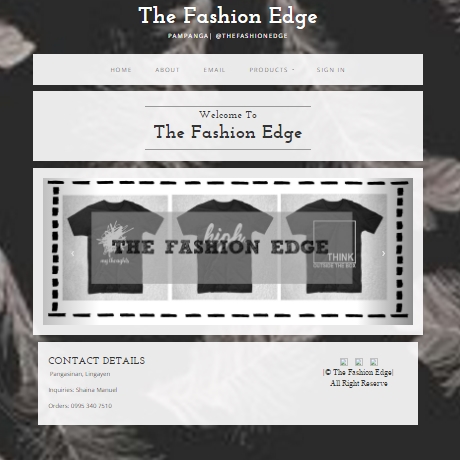 The Fashion Edge
PAMPANGA| @THEFASHIONEDGE
HOME ABOUT EMAIL PRODUCTS SIGN IN
Welcome To
The Fashion Edge
my thoughts
high
THINK
OUTSIDE THE BOX
THE FASHION EDGE
CONTACT DETAILS
Pangasinan, Lingayen
Inquiries: Shaina Manuel
Orders: 0995 340 7510
|© The Fashion Edge|
All Right Reserve